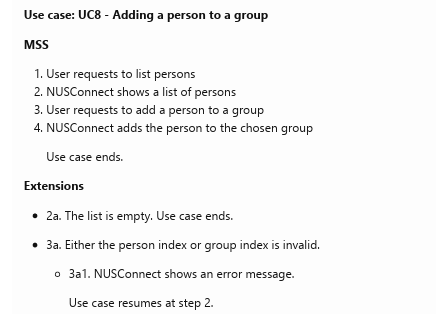 Use case: UC8 - Adding a person to a group
MSS
1. User requests to list persons
2. NUSConnect shows a list of persons
3. User requests to add a person to a group
4. NUSConnect adds the person to the chosen group
Use case ends.
Extensions
• 2a. The list is empty. Use case ends.
• 3a. Either the person index or group index is invalid.
○ 3a1. NUSConnect shows an error message.
Use case resumes at step 2.